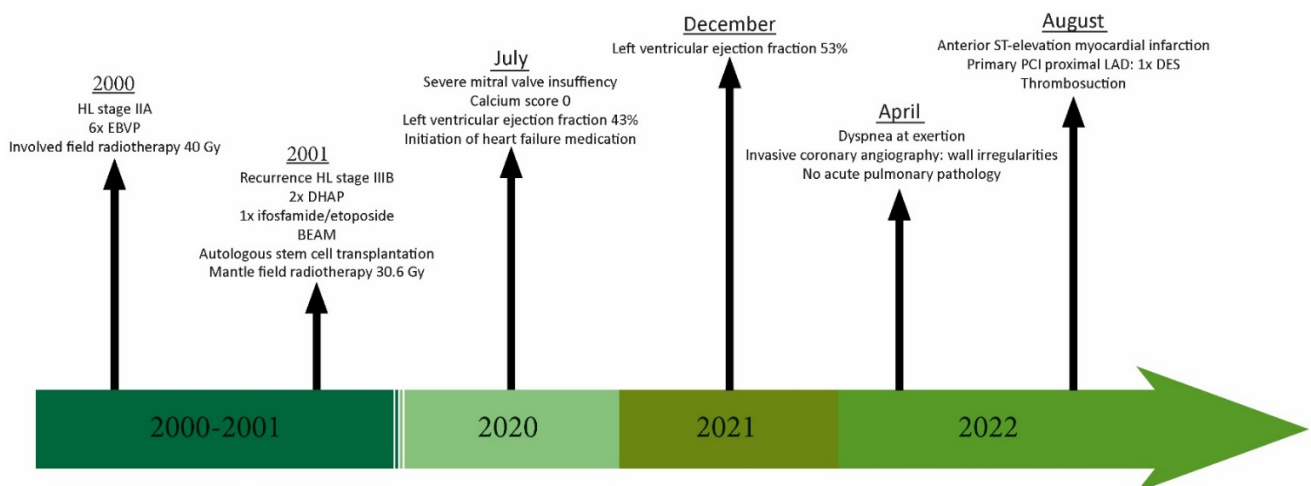 2000
HL stage IIA
6x EBVP
Involved field radiotherapy 40 Gy
2001
Recurrence HL stage IIIB
2x DHAP
1x ifosfamide/etoposide
BEAM
Autologous stem cell transplantation
Mantle field radiotherapy 30.6 Gy
July
Severe mitral valve insuffiency
Calcium score 0
Left ventricular ejection fraction 43%
Initiation of heart failure medication
December
Left ventricular ejection fraction 53%
April
Dyspnea at exertion
Invasive coronary angiography: wall irregularities
No acute pulmonary pathology
August
Anterior ST-elevation myocardial infarction
Primary PCI proximal LAD: 1x DES
Thrombosuction
2000-2001
2020
2021
2022